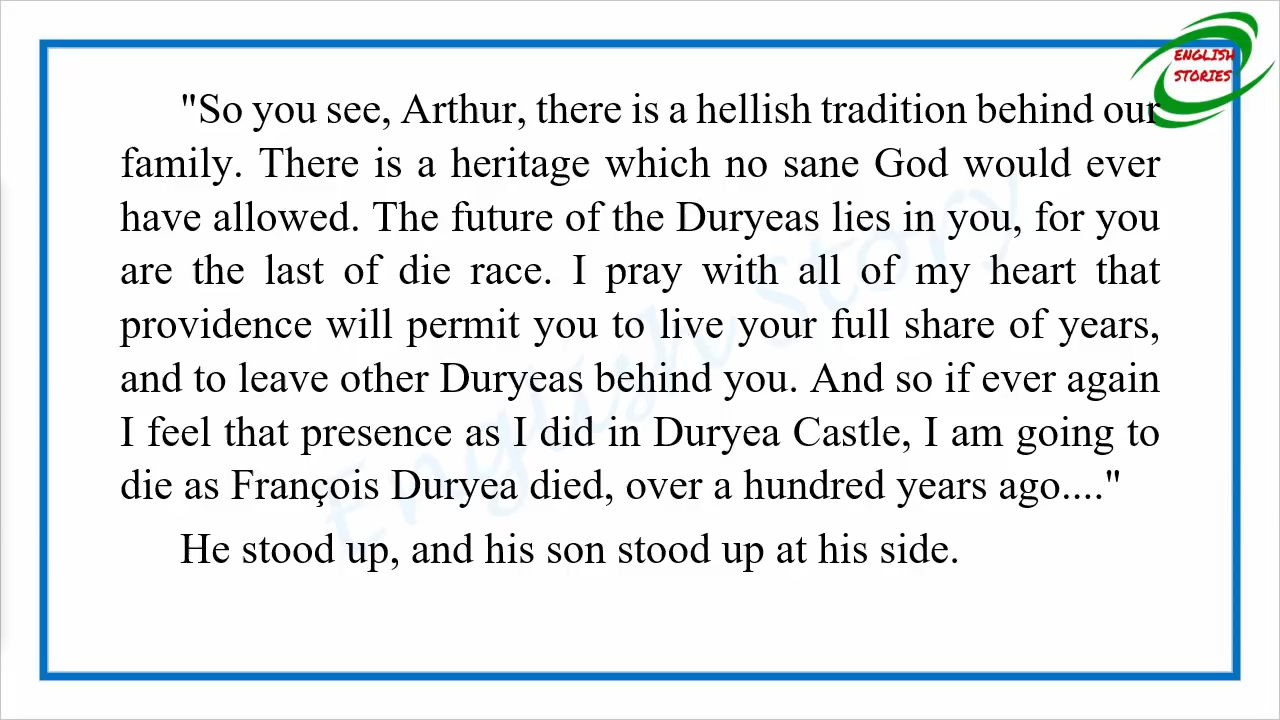 ENGLISH
STORIES
"So you see, Arthur, there is a hellish tradition behind our
family. There is a heritage which no sane God would ever
have allowed. The future of the Duryeas lies in you, for you
are the last of die race. I pray with all of my heart that
providence will permit you to live your full share of years,
and to leave other Duryeas behind you. And so if ever again
I feel that presence as I did in Duryea Castle, I am going to
die as François Duryea died, over a hundred years ago...."
He stood up, and his son stood up at his side.
English Story